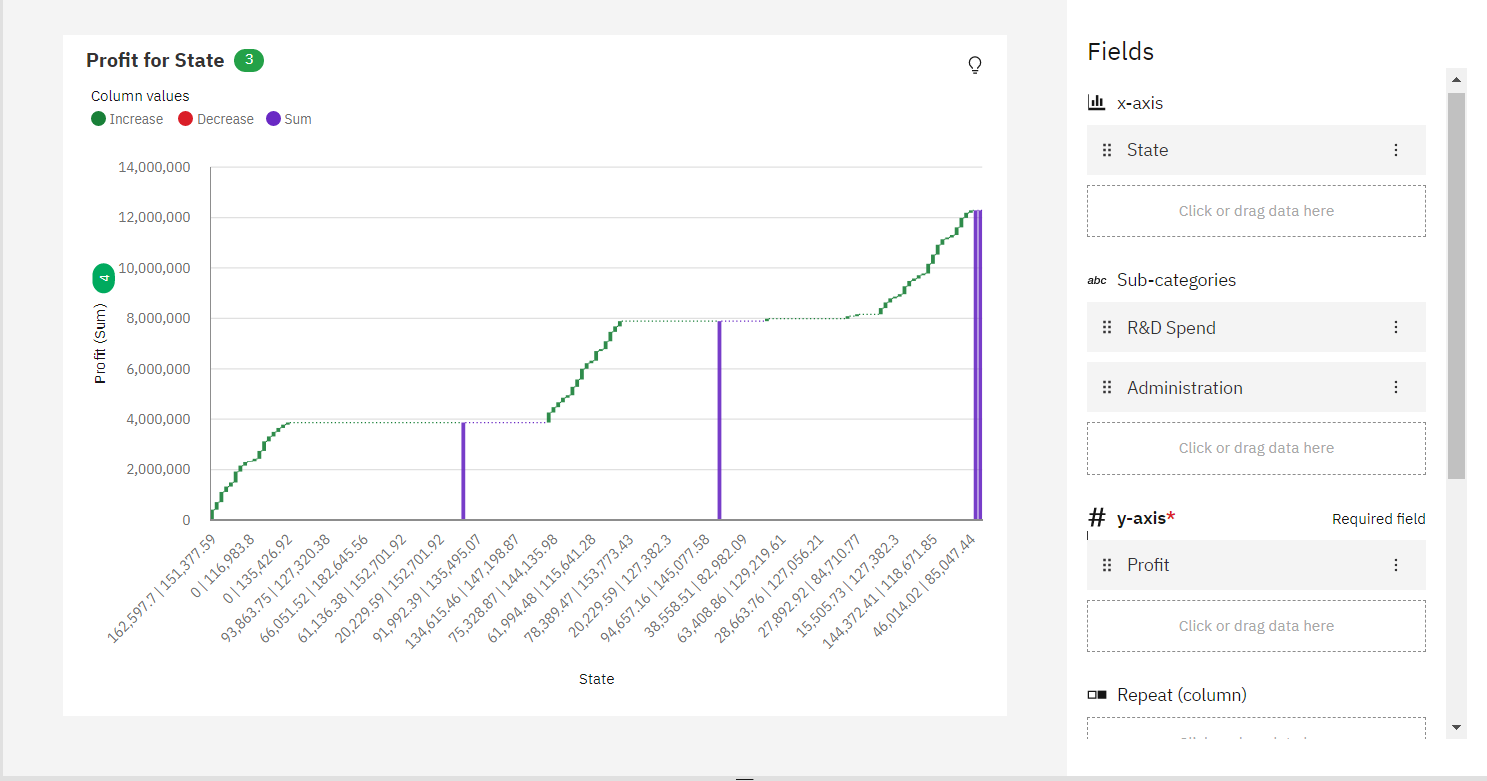 Profit for State 3
Column values
Increase Decrease Sum
14,000,000
12,000,000
10,000,000
8,000,000
6,000,000
4,000,000
2,000,000
0
Profit (Sum) 4
162,597.7 | 151,377.59
0 | 116,983.8
0 | 135,426.92
93,863.75 | 127,320.38
66,051.52 | 182,645.56
61,136.38 | 152,701.92
20,229.59 | 152,701.92
91,992.39 | 135,495.07
134,615.46 | 147,198.87
75,328.87 | 144,135.98
61,994.48 | 115,641.28
78,389.47 | 153,773.43
20,229.59 | 127,382.3
94,657.16 | 145,077.58
38,558.51 | 82,982.09
63,408.86 | 129,219.61
28,663.76 | 127,056.21
27,892.92 | 84,710.77
15,505.73 | 127,382.3
144,372.41 | 118,671.85
46,014.02 | 85,047.44
State
Fields
x-axis
State
Click or drag data here
abc Sub-categories
R&D Spend
Administration
Click or drag data here
# y-axis* Required field
Profit
Click or drag data here
Repeat (column)